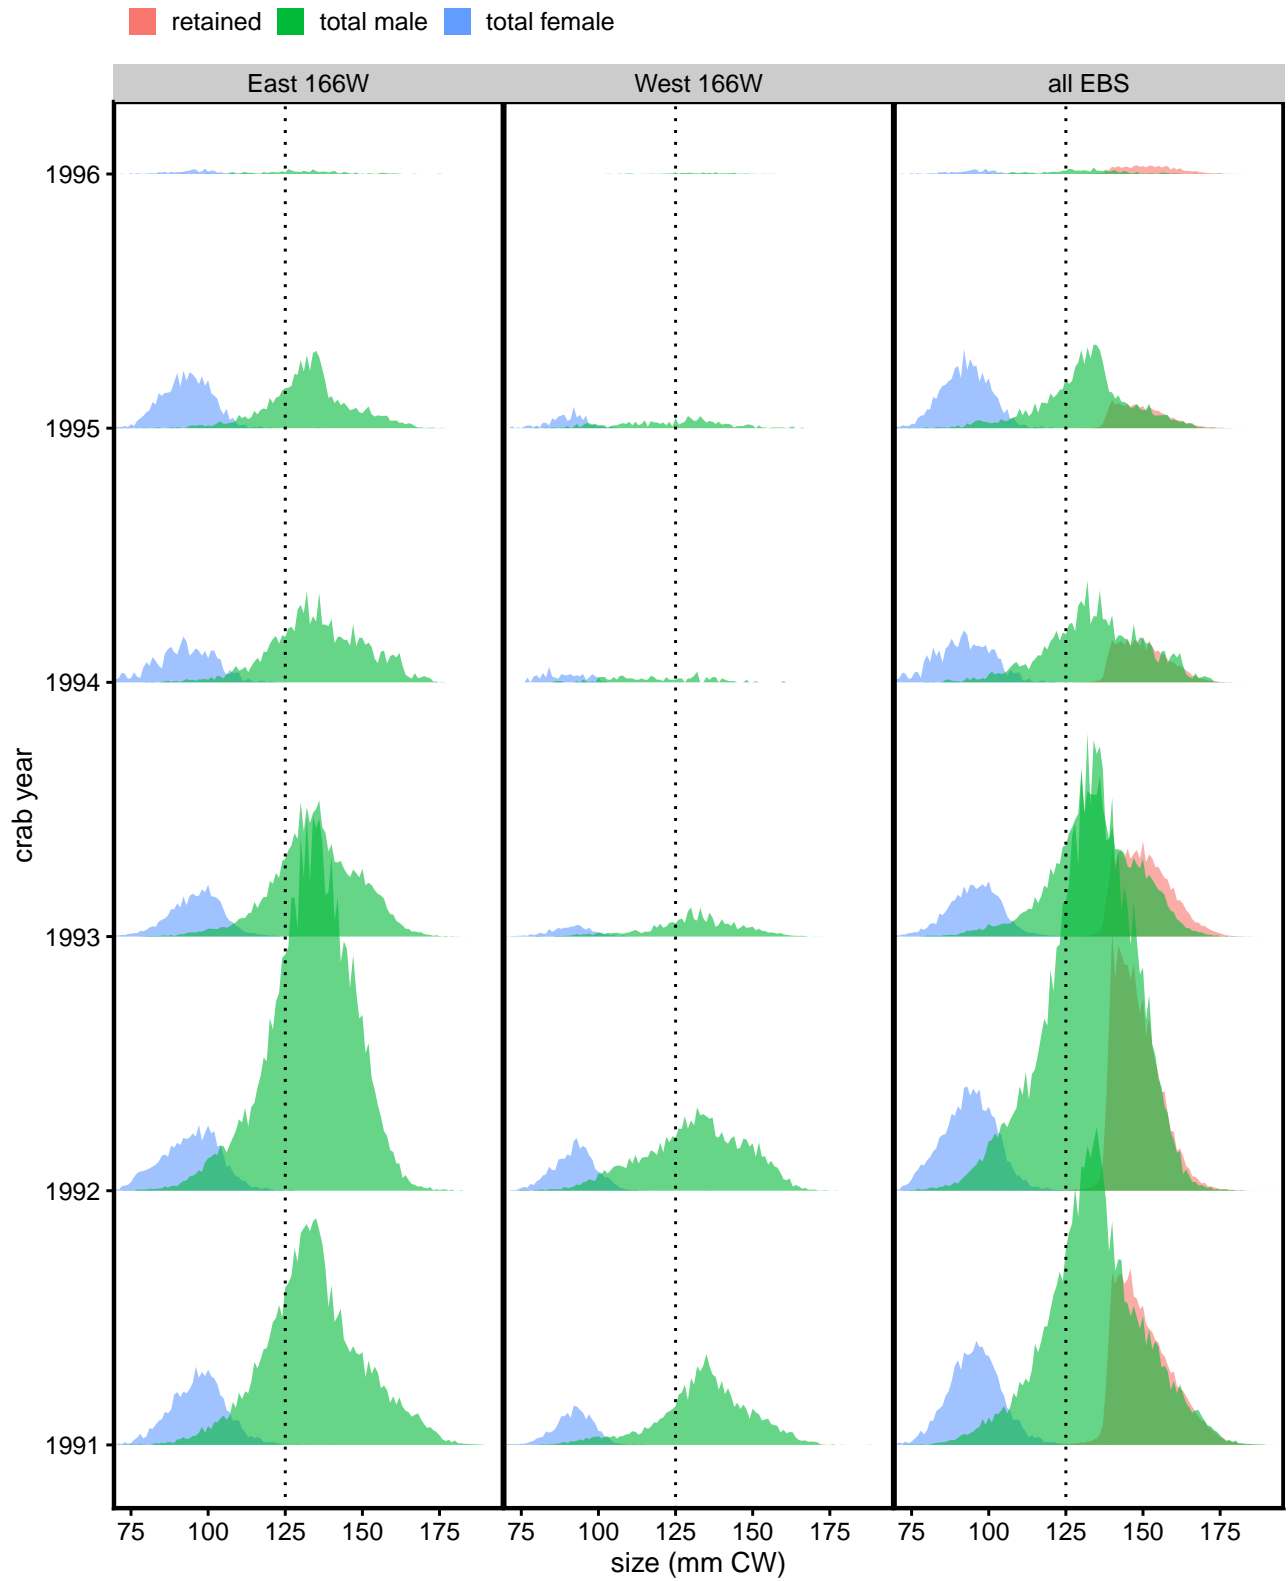 retained total male total female
East 166W West 166W all EBS
1996
1995
1994
1993
1992
1991
crab year
75 100 125 150 175 75 100 125 150 175 75 100 125 150 175
size (mm CW)